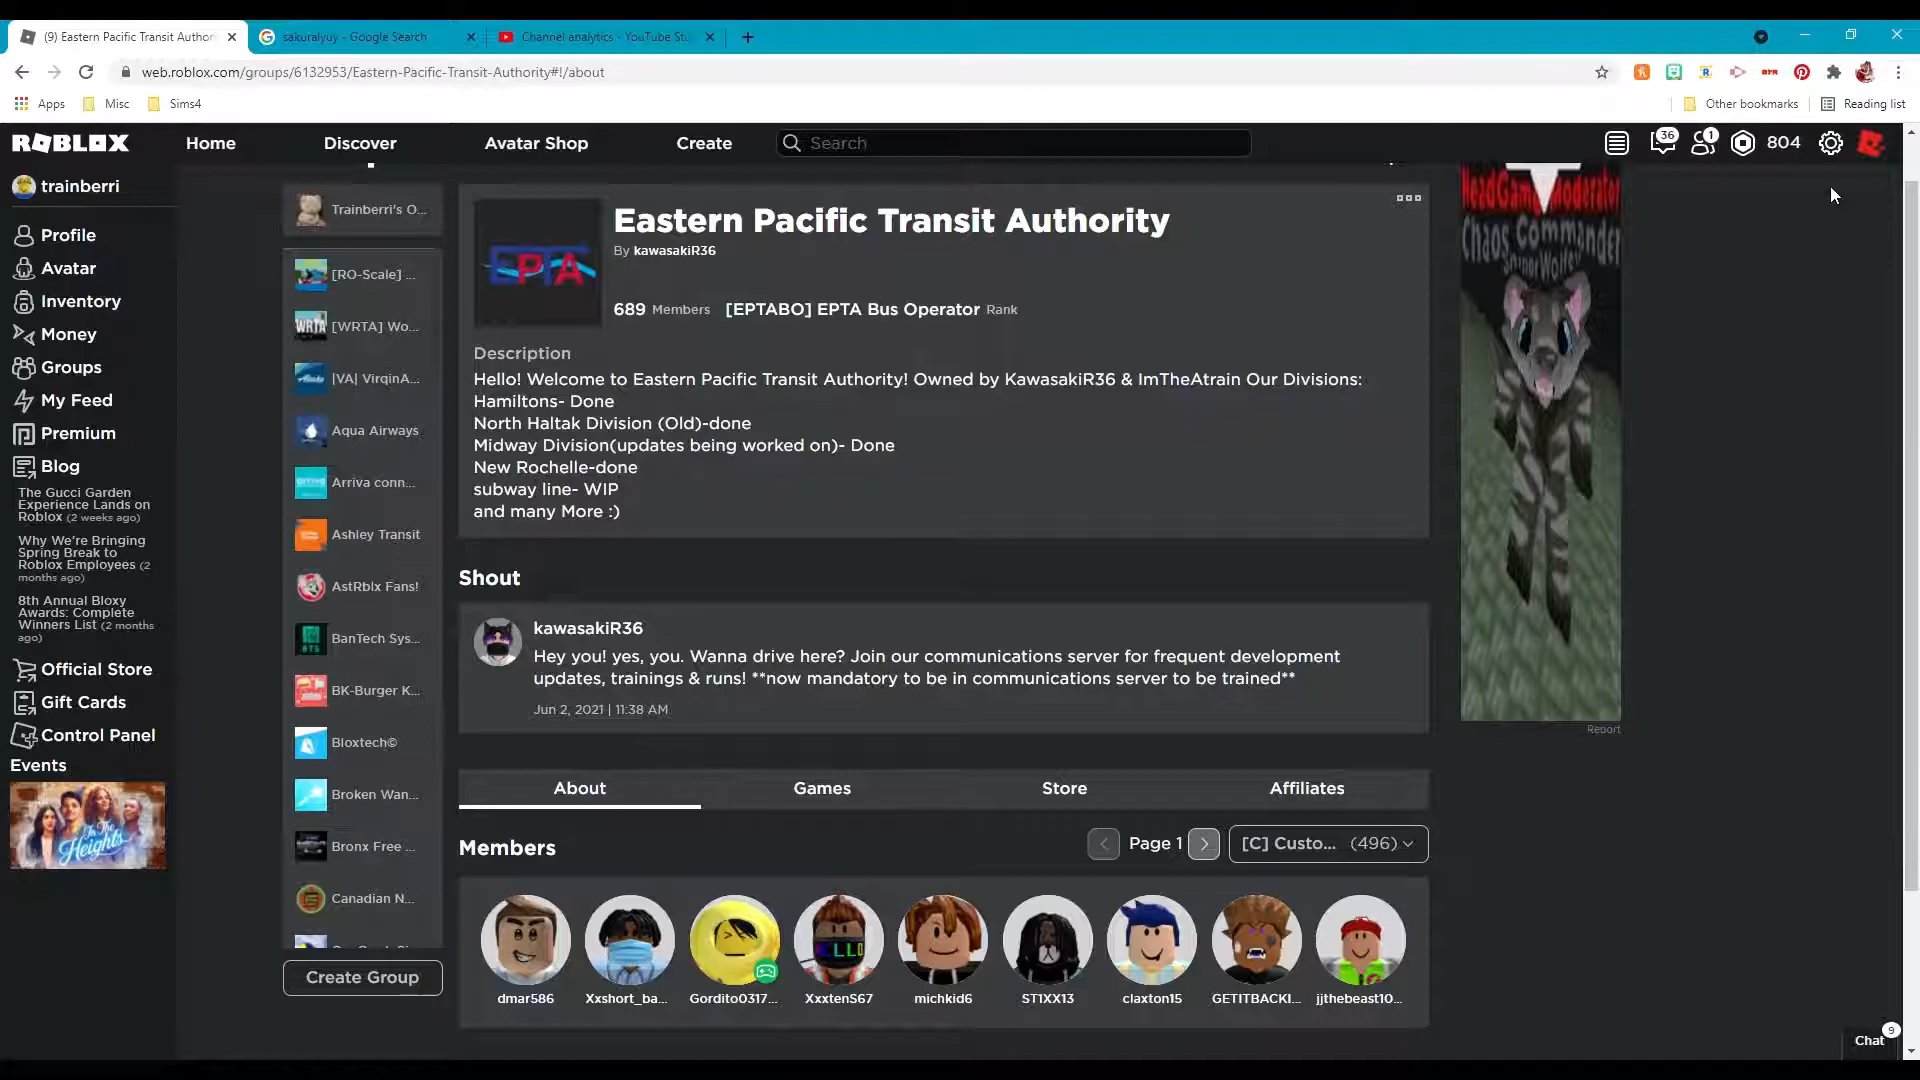 (9) Eastern Pacific Transit Author
sakuralyuy - Google Search
Channel analytics - YouTube St
web.roblox.com/groups/6132953/Eastern-Pacific-Transit-Authority#!/about
Apps
Misc
Sims4
Other bookmarks
Reading list
ROBLOX
Home
Discover
Avatar Shop
Create
Search
36
1
804
trainberri
Profile
Avatar
Inventory
Money
Groups
My Feed
Premium
Blog
The Gucci Garden
Experience Lands on
Roblox (2 weeks ago)
Why We're Bringing
Spring Break to
Roblox Employees (2
months ago)
8th Annual Bloxy
Awards: Complete
Winners List (2 months
ago)
Official Store
Gift Cards
Control Panel
Events
In The Heights
Trainberri's O...
[RO-Scale] ...
[WRTA] Wo...
|VA| VirginA...
Aqua Airways
Arriva conn...
Ashley Transit
AstRblx Fans!
BanTech Sys...
BK-Burger K...
Bloxtech©
Broken Wan...
Bronx Free ...
Canadian N...
Create Group
EPTA
Eastern Pacific Transit Authority
By kawasakiR36
689 Members [EPTABO] EPTA Bus Operator Rank
Description
Hello! Welcome to Eastern Pacific Transit Authority! Owned by KawasakiR36 & ImTheAtrain Our Divisions:
Hamiltons- Done
North Haltak Division (Old)-done
Midway Division(updates being worked on)- Done
New Rochelle-done
subway line- WIP
and many More :)
Shout
kawasakiR36
Hey you! yes, you. Wanna drive here? Join our communications server for frequent development
updates, trainings & runs! **now mandatory to be in communications server to be trained**
Jun 2, 2021 | 11:38 AM
About
Games
Store
Affiliates
Members
Page 1
[C] Custo... (496)
dmar586
Xxshort_ba...
Gordito0317...
XxxtenS67
michkid6
ST1XX13
claxton15
GETITBACKI...
jjthebeast10...
HeadGameModerator
Chaos Commander
SniperWolfy
Report
Chat
9